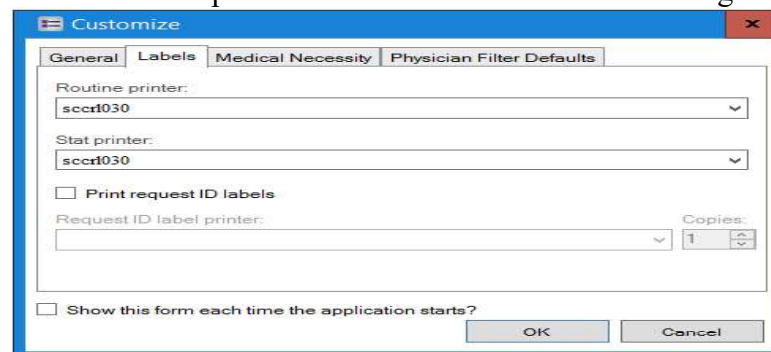 Customize
General Labels Medical Necessity Physician Filter Defaults
Routine printer:
sccrl030
Stat printer:
sccrl030
Print request ID labels
Request ID label printer: Copies:
1
Show this form each time the application starts?
OK Cancel